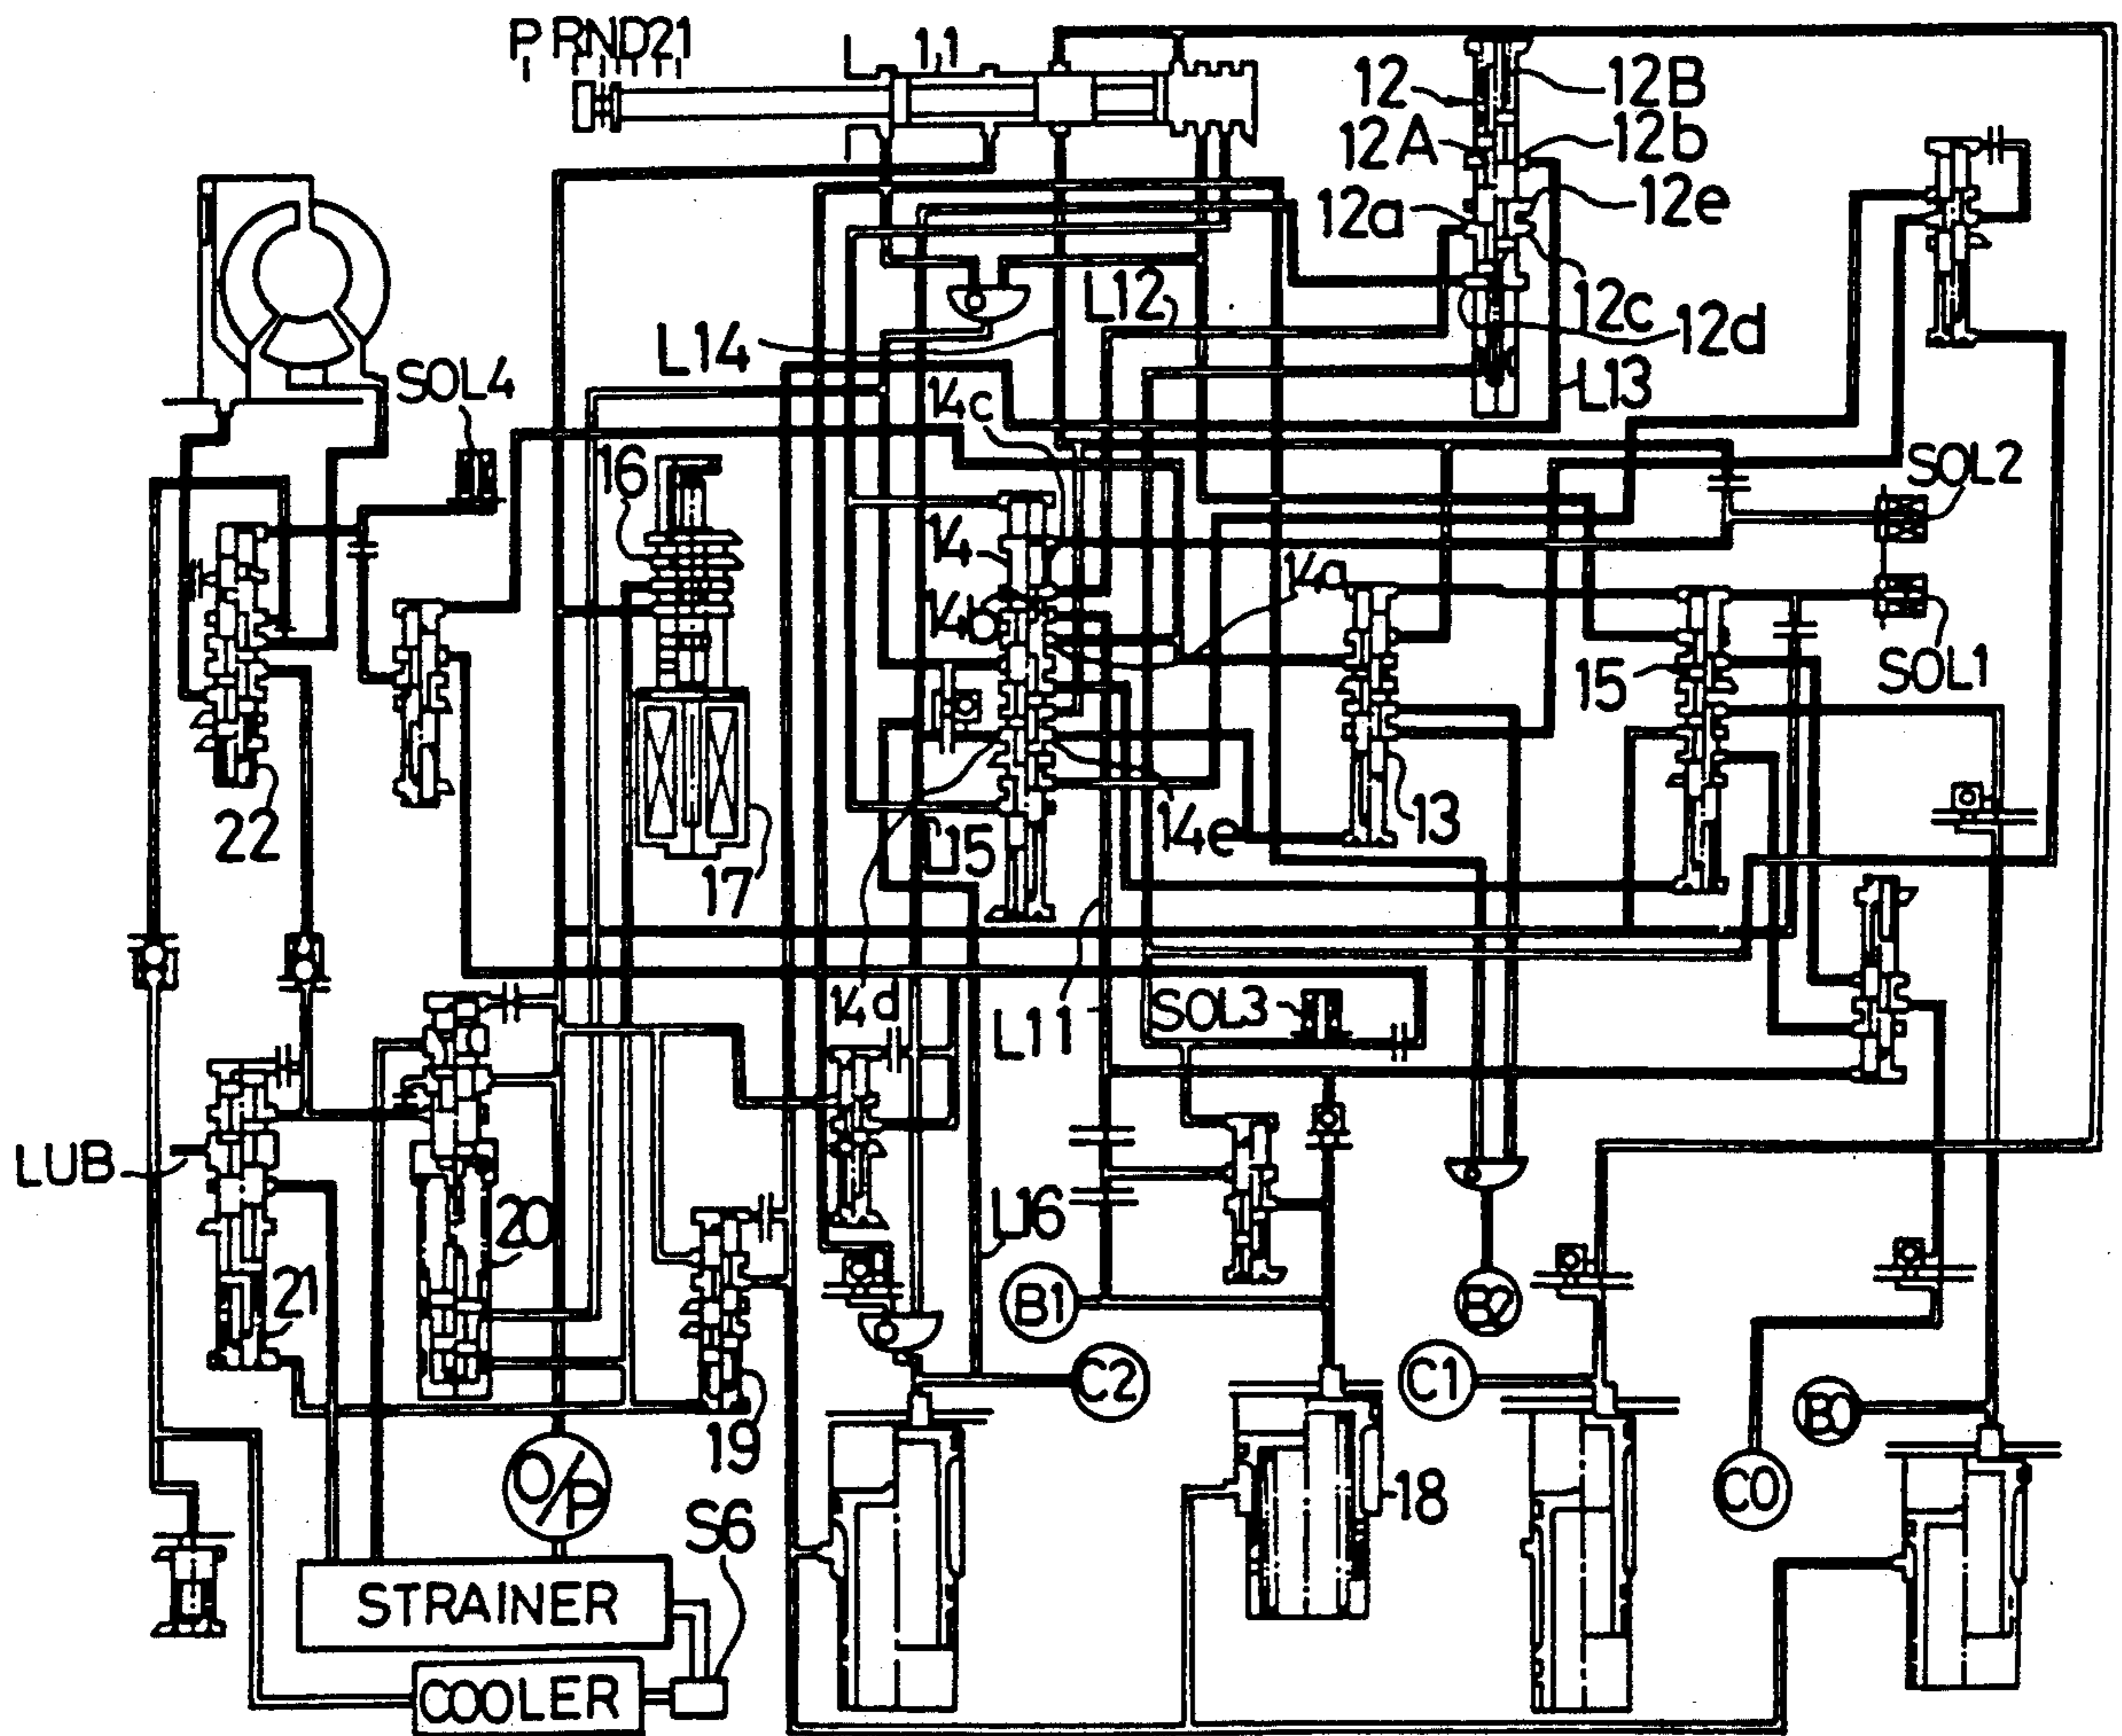 P RND21
11
12
12B
12A
12b
12a
12e
12c
12d
L12
L14
L13
SOL4
14c
16
SOL2
14
14a
14b
15
SOL1
22
17
L15
14e
13
14d
SOL3
L11
LUB
20
L16
21
B1
B2
C2
C1
B0
19
18
C0
O/P
S6
STRAINER
COOLER